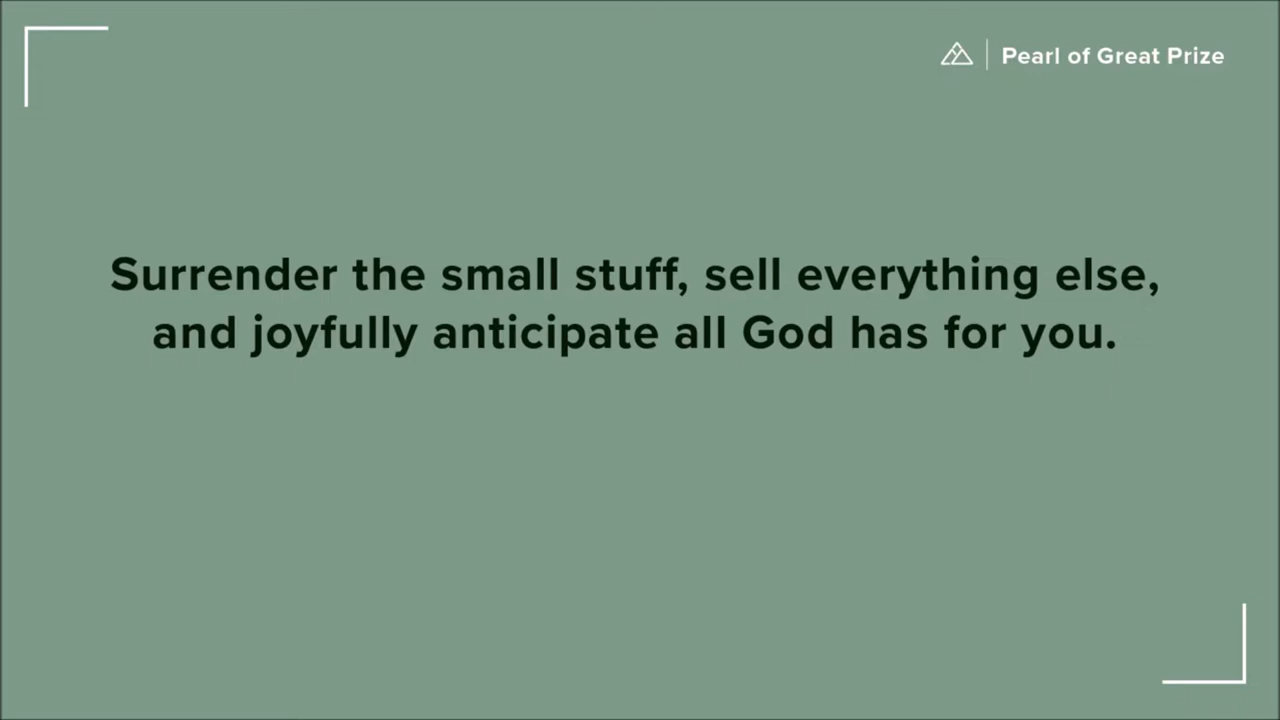 Pearl of Great Prize
Surrender the small stuff, sell everything else,
and joyfully anticipate all God has for you.